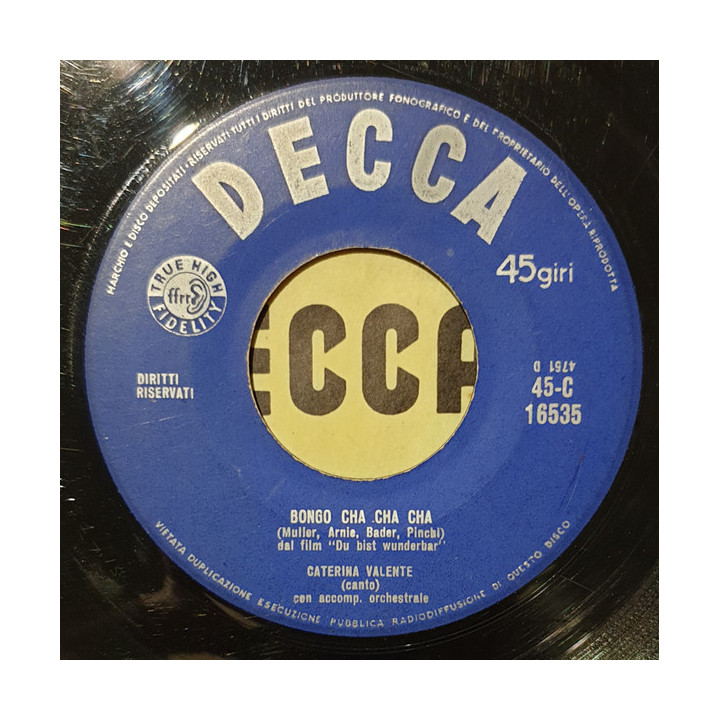 MARCHIO E DISCO DEPOSITATI • RISERVATI TUTTI I DIRITTI DEL PRODUTTORE FONOGRAFICO E DEL PROPRIETARIO DELL'OPERA RIPRODOTTA
DECCA
45giri
TRUE HIGH
ffrr
FIDELITY
ECCA
DIRITTI
RISERVATI
4751 D
45-C
16535
BONGO CHA CHA CHA
(Muller, Arnie, Bader, Pinchi)
dal film "Du bist wunderbar"
CATERINA VALENTE
(canto)
con accomp. orchestrale
VIETATA DUPLICAZIONE ESECUZIONE PUBBLICA RADIODIFFUSIONE DI QUESTO DISCO